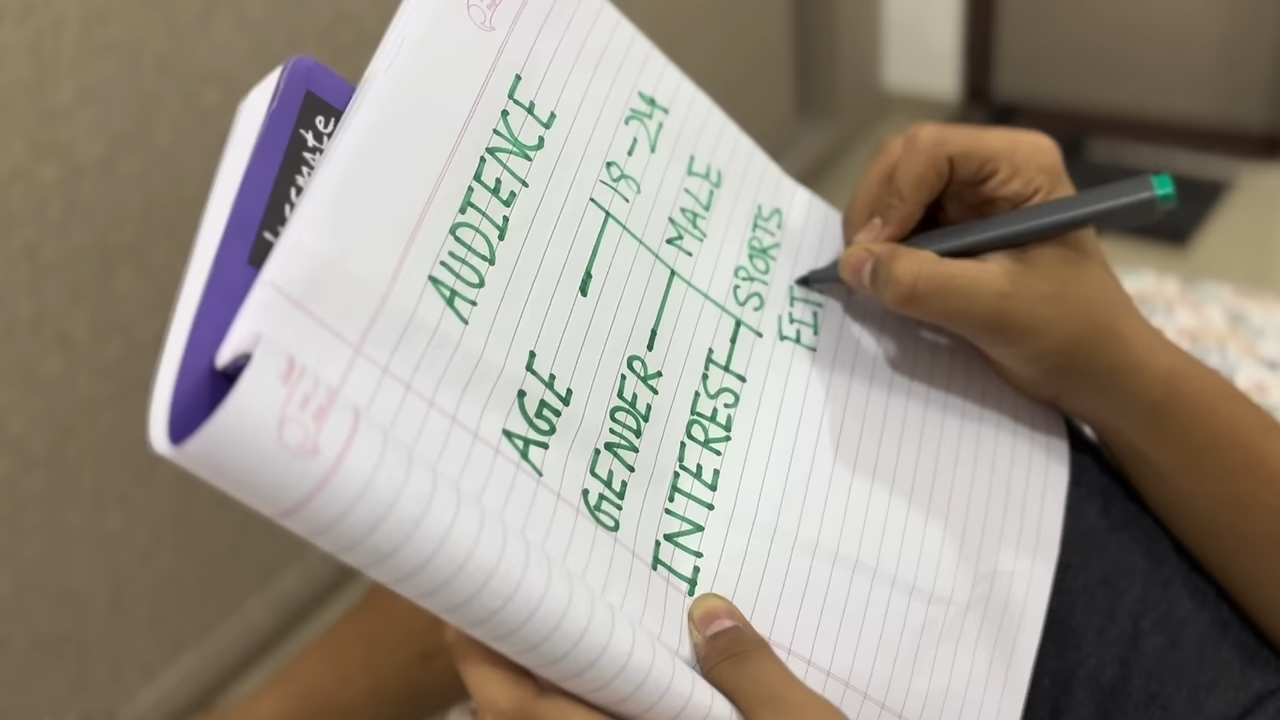 AUDIENCE
AGE — 18-24
GENDER — MALE
INTEREST — SPORTS
FIT